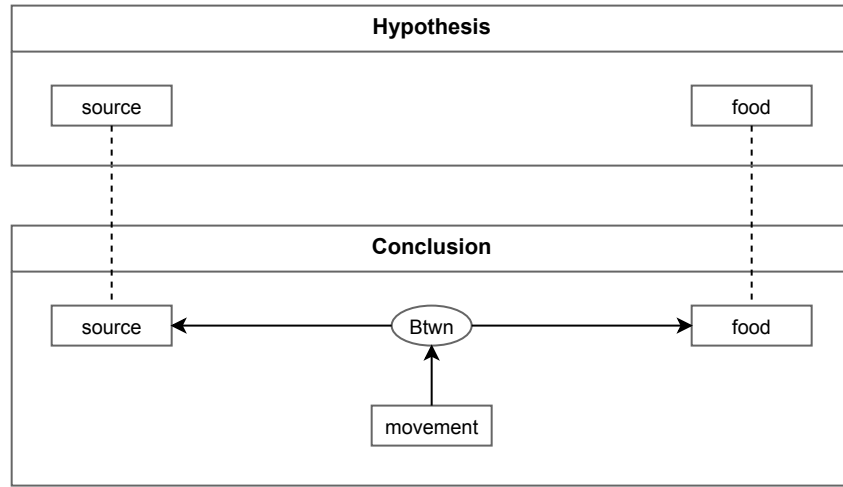 Hypothesis
source
food
Conclusion
source
Btwn
food
movement